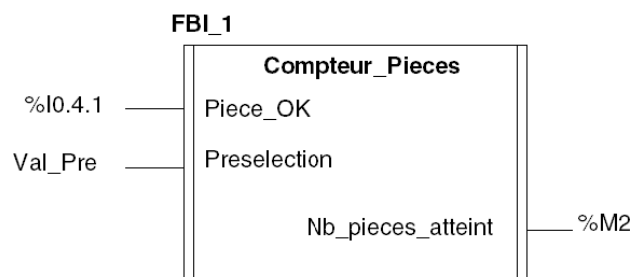 FBI_1
Compteur_Pieces
%I0.4.1 Piece_OK
Val_Pre Preselection
Nb_pieces_atteint %M2